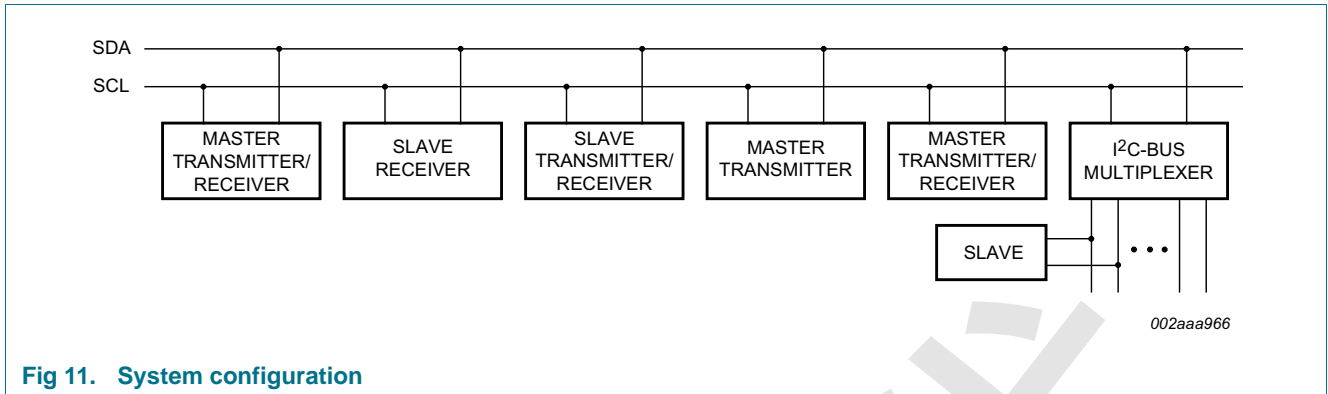 SDA
SCL
MASTER
TRANSMITTER/
RECEIVER
SLAVE
RECEIVER
SLAVE
TRANSMITTER/
RECEIVER
MASTER
TRANSMITTER
MASTER
TRANSMITTER/
RECEIVER
I²C-BUS
MULTIPLEXER
SLAVE
002aaa966
Fig 11. System configuration